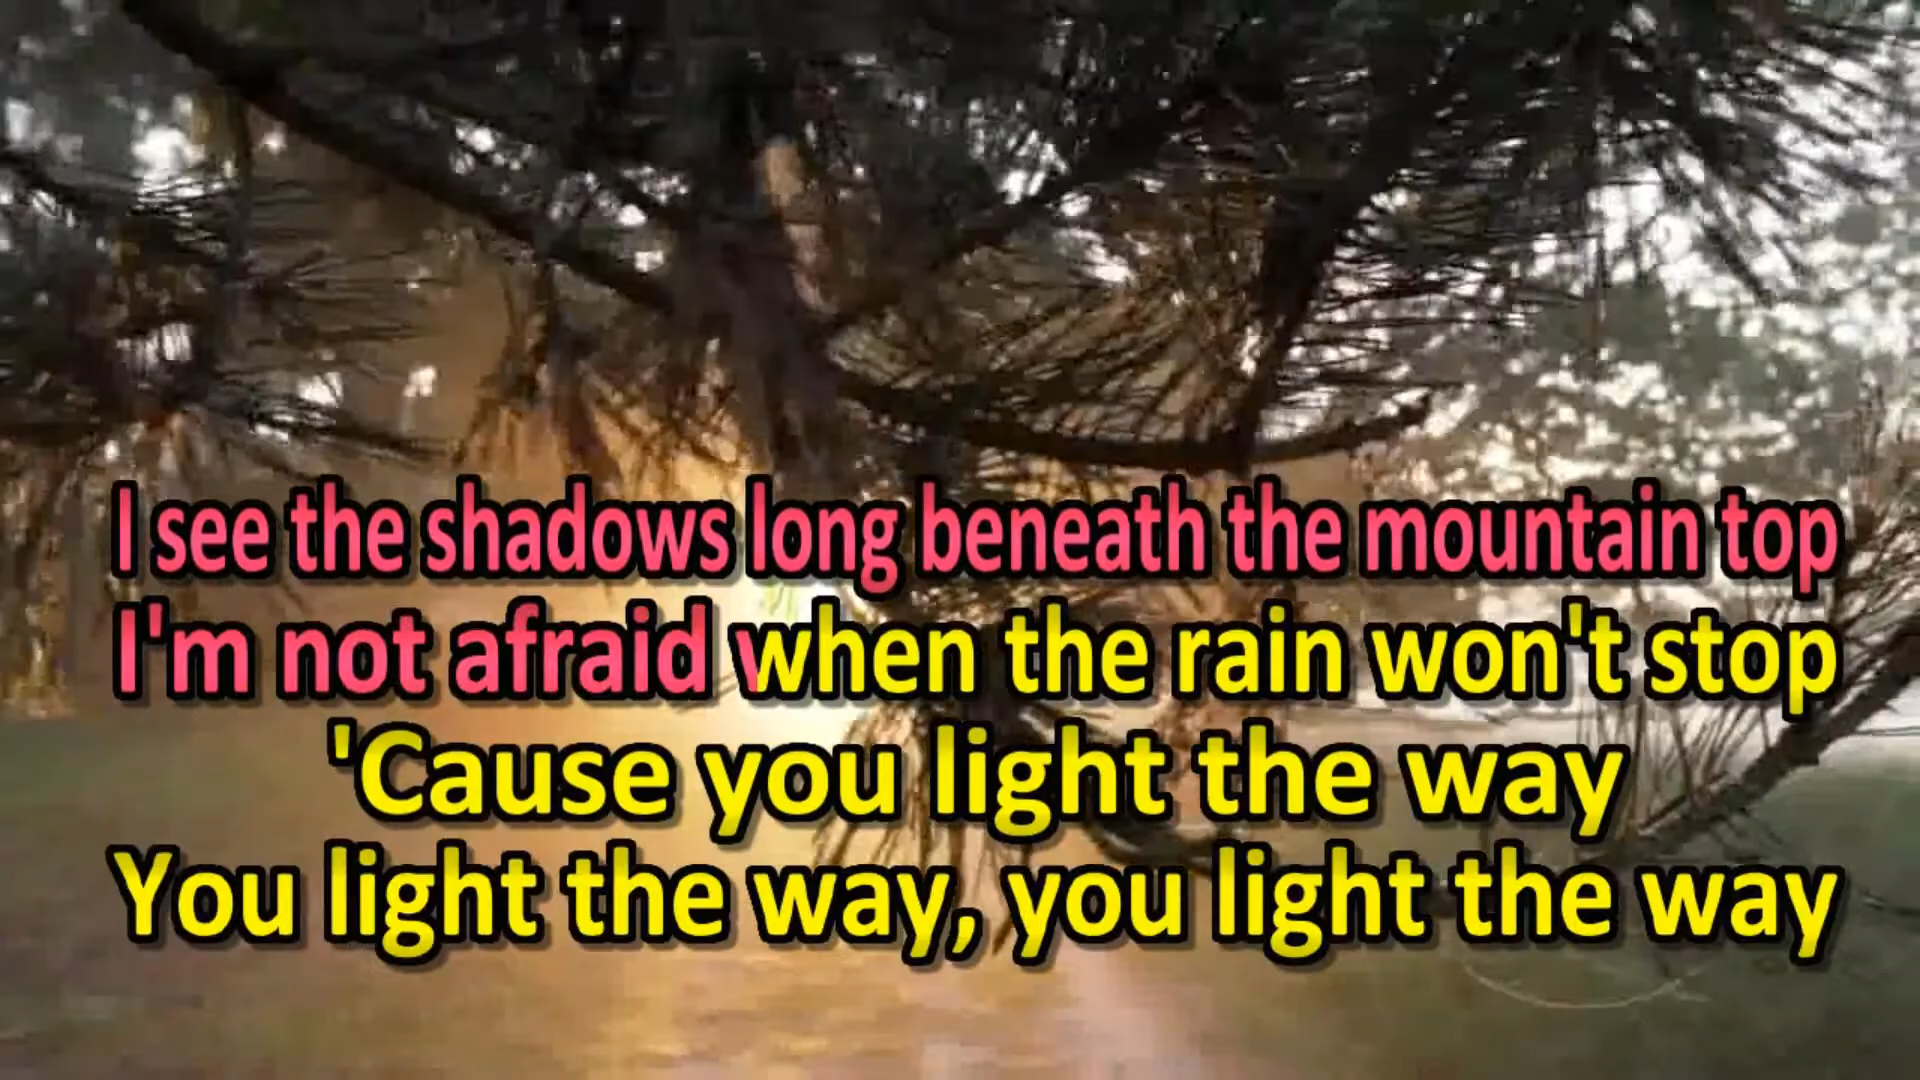 I see the shadows long beneath the mountain top
I'm not afraid when the rain won't stop
'Cause you light the way
You light the way, you light the way